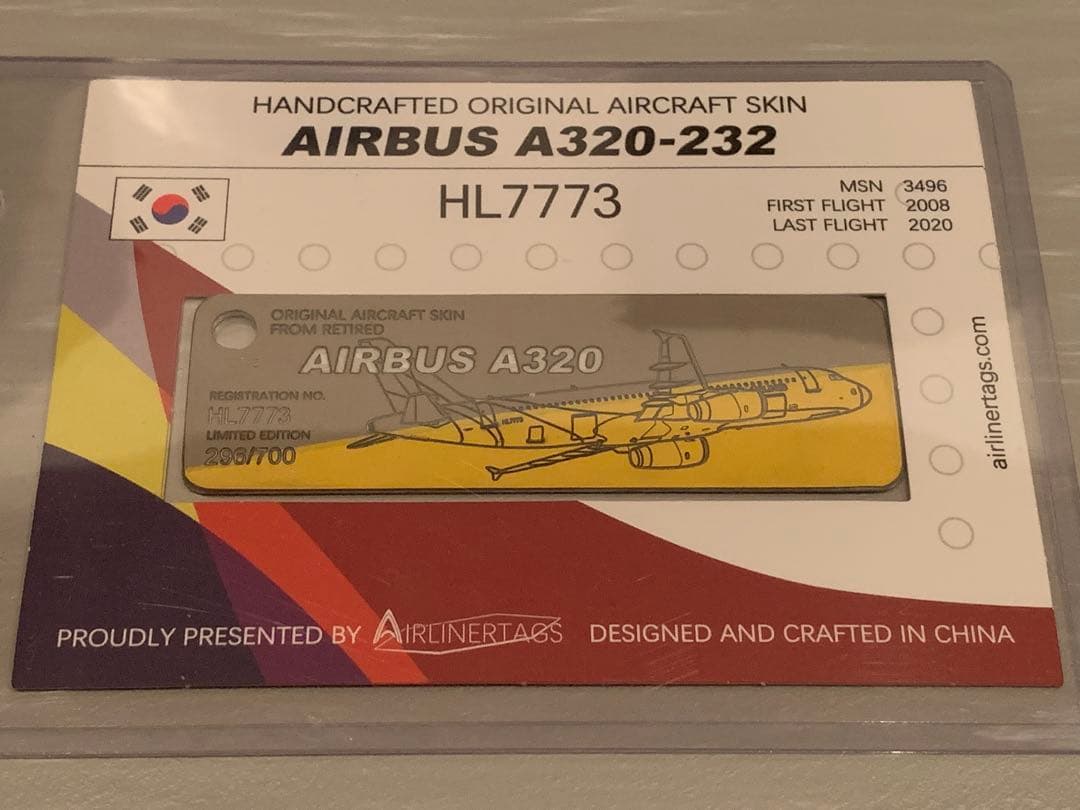 HANDCRAFTED ORIGINAL AIRCRAFT SKIN
AIRBUS A320-232
HL7773
MSN 3496
FIRST FLIGHT 2008
LAST FLIGHT 2020
ORIGINAL AIRCRAFT SKIN
FROM RETIRED
AIRBUS A320
REGISTRATION NO.
HL7773
LIMITED EDITION
296/700
HL7773
airlinertags.com
PROUDLY PRESENTED BY AIRLINERTAGS DESIGNED AND CRAFTED IN CHINA